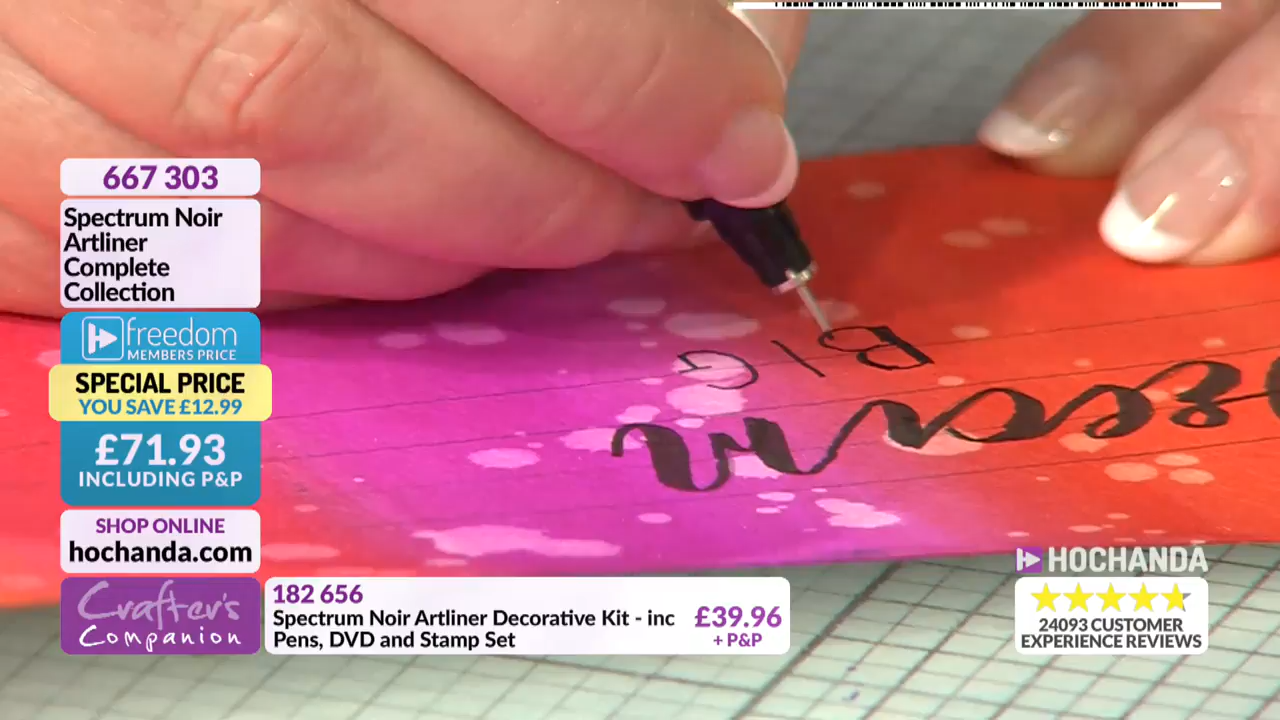 667 303
Spectrum Noir
Artliner
Complete
Collection
freedom
MEMBERS PRICE
SPECIAL PRICE
YOU SAVE £12.99
£71.93
INCLUDING P&P
SHOP ONLINE
hochanda.com
Crafter's
Companion
182 656
Spectrum Noir Artliner Decorative Kit - inc
Pens, DVD and Stamp Set
£39.96
+ P&P
BIG
HOCHANDA
24093 CUSTOMER
EXPERIENCE REVIEWS